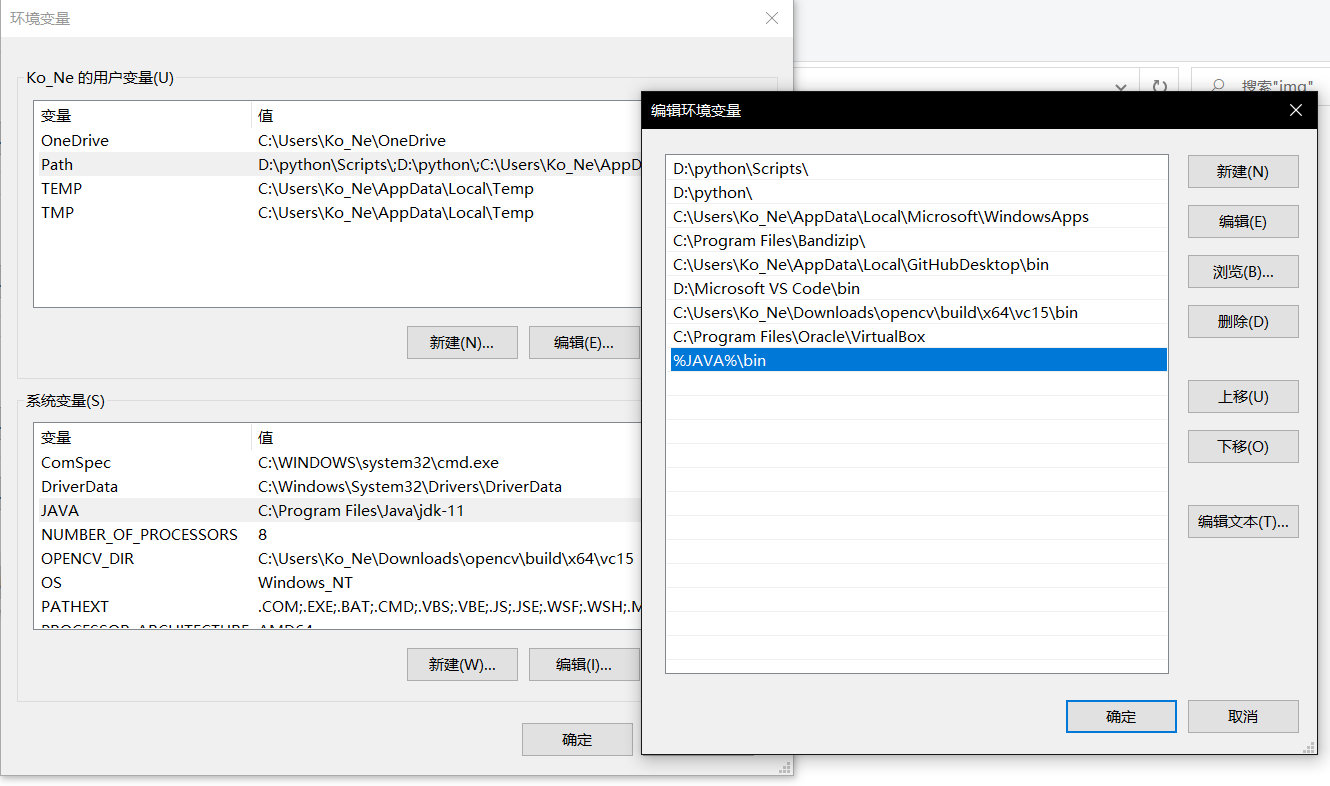 环境变量
Ko_Ne 的用户变量(U)
变量 值
OneDrive C:\Users\Ko_Ne\OneDrive
Path D:\python\Scripts\;D:\python\;C:\Users\Ko_Ne\AppD
TEMP C:\Users\Ko_Ne\AppData\Local\Temp
TMP C:\Users\Ko_Ne\AppData\Local\Temp
新建(N)... 编辑(E)...
系统变量(S)
变量 值
ComSpec C:\WINDOWS\system32\cmd.exe
DriverData C:\Windows\System32\Drivers\DriverData
JAVA C:\Program Files\Java\jdk-11
NUMBER_OF_PROCESSORS 8
OPENCV_DIR C:\Users\Ko_Ne\Downloads\opencv\build\x64\vc15
OS Windows_NT
PATHEXT .COM;.EXE;.BAT;.CMD;.VBS;.VBE;.JS;.JSE;.WSF;.WSH;.M
PROCESSOR_ARCHITECTURE AMD64
新建(W)... 编辑(I)...
确定
搜索"img"
编辑环境变量
D:\python\Scripts\
D:\python\
C:\Users\Ko_Ne\AppData\Local\Microsoft\WindowsApps
C:\Program Files\Bandizip\
C:\Users\Ko_Ne\AppData\Local\GitHubDesktop\bin
D:\Microsoft VS Code\bin
C:\Users\Ko_Ne\Downloads\opencv\build\x64\vc15\bin
C:\Program Files\Oracle\VirtualBox
%JAVA%\bin
新建(N)
编辑(E)
浏览(B)...
删除(D)
上移(U)
下移(O)
编辑文本(T)...
确定 取消